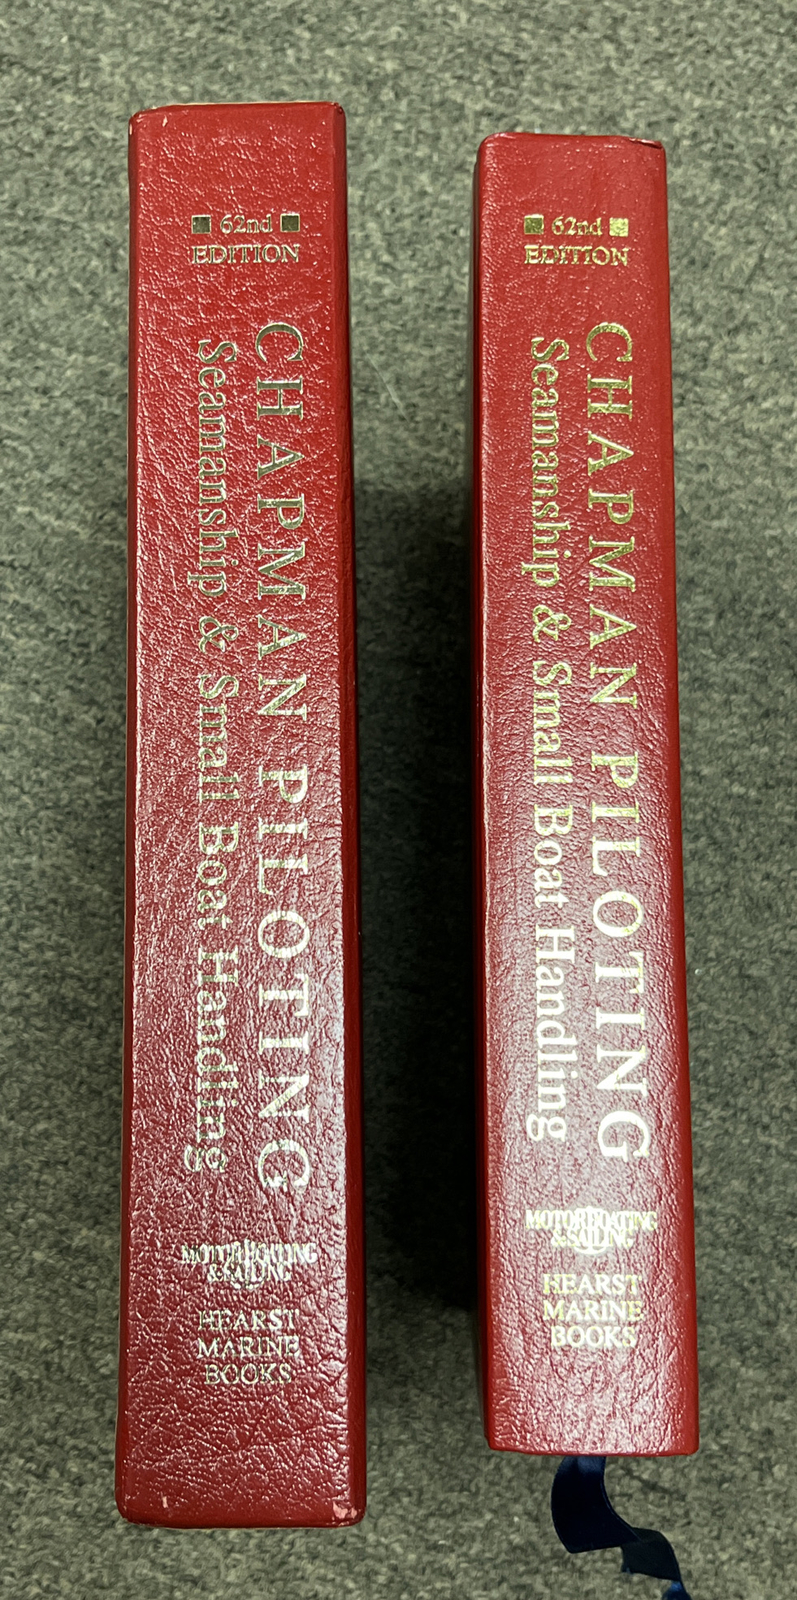 62nd
EDITION
CHAPMAN PILOTING
Seamanship & Small Boat Handling
MOTORBOATING
& SAILING
HEARST
MARINE
BOOKS
62nd
EDITION
CHAPMAN PILOTING
Seamanship & Small Boat Handling
MOTORBOATING
& SAILING
HEARST
MARINE
BOOKS